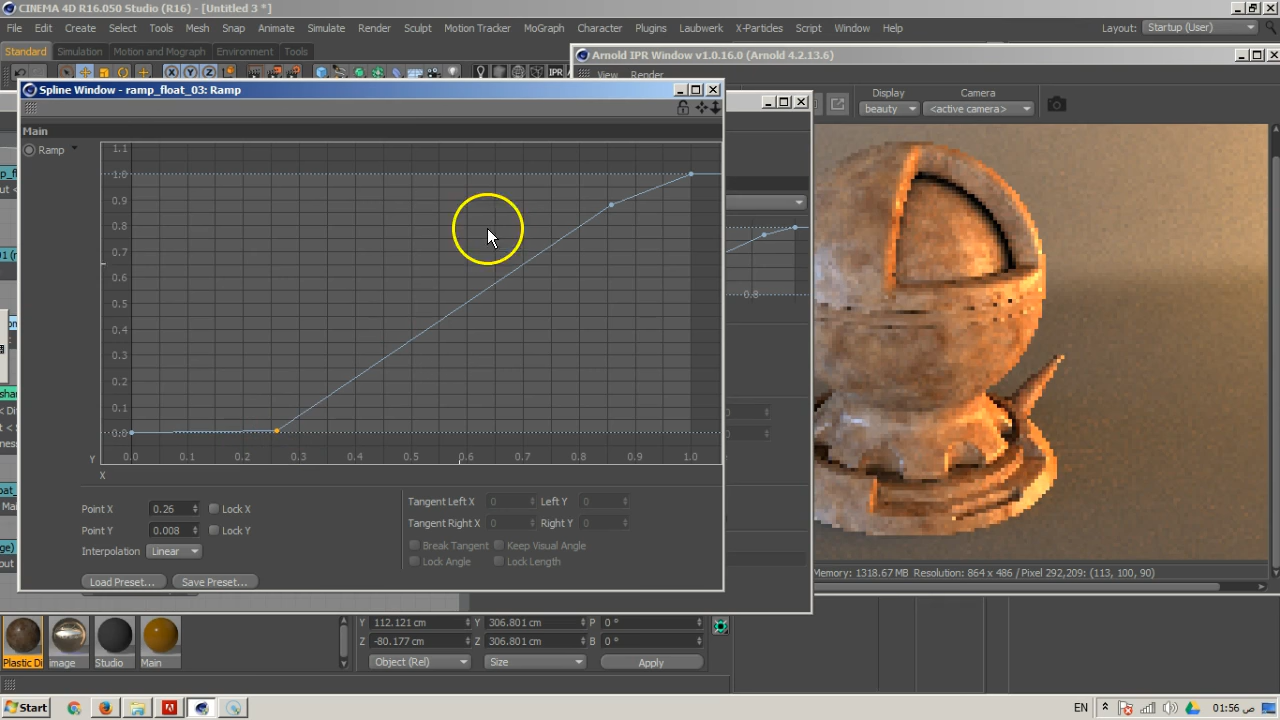 CINEMA 4D R16.050 Studio (R16) - [Untitled 3 *]
File Edit Create Select Tools Mesh Snap Animate Simulate Render Sculpt Motion Tracker MoGraph Character Plugins Laubwerk X-Particles Script Window Help Layout: Startup (User)
Standard Simulation Motion and Mograph Environment Tools
Arnold IPR Window v1.0.16.0 (Arnold 4.2.13.6)
X Y Z IPR
View Render
Spline Window - ramp_float_03: Ramp
Display Camera
beauty <active camera>
Main
Ramp
1.1
1.0
0.9
0.8
0.7
0.6
0.5
0.4
0.3
0.2
0.1
0.0
Y 0.0 0.1 0.2 0.3 0.4 0.5 0.6 0.7 0.8 0.9 1.0
X
0.8
Point X 0.26 Lock X
Point Y 0.008 Lock Y
Interpolation Linear
Tangent Left X 0 Left Y 0
Tangent Right X 0 Right Y 0
Break Tangent Keep Visual Angle
Lock Angle Lock Length
Load Preset... Save Preset...
Memory: 1318.67 MB Resolution: 864 x 486 / Pixel 292,209: (113, 100, 90)
Y 112.121 cm Y 306.801 cm P 0 °
Z -80.177 cm Z 306.801 cm B 0 °
Object (Rel) Size Apply
Plastic Di image Studio Main
Start EN 01:56 ص